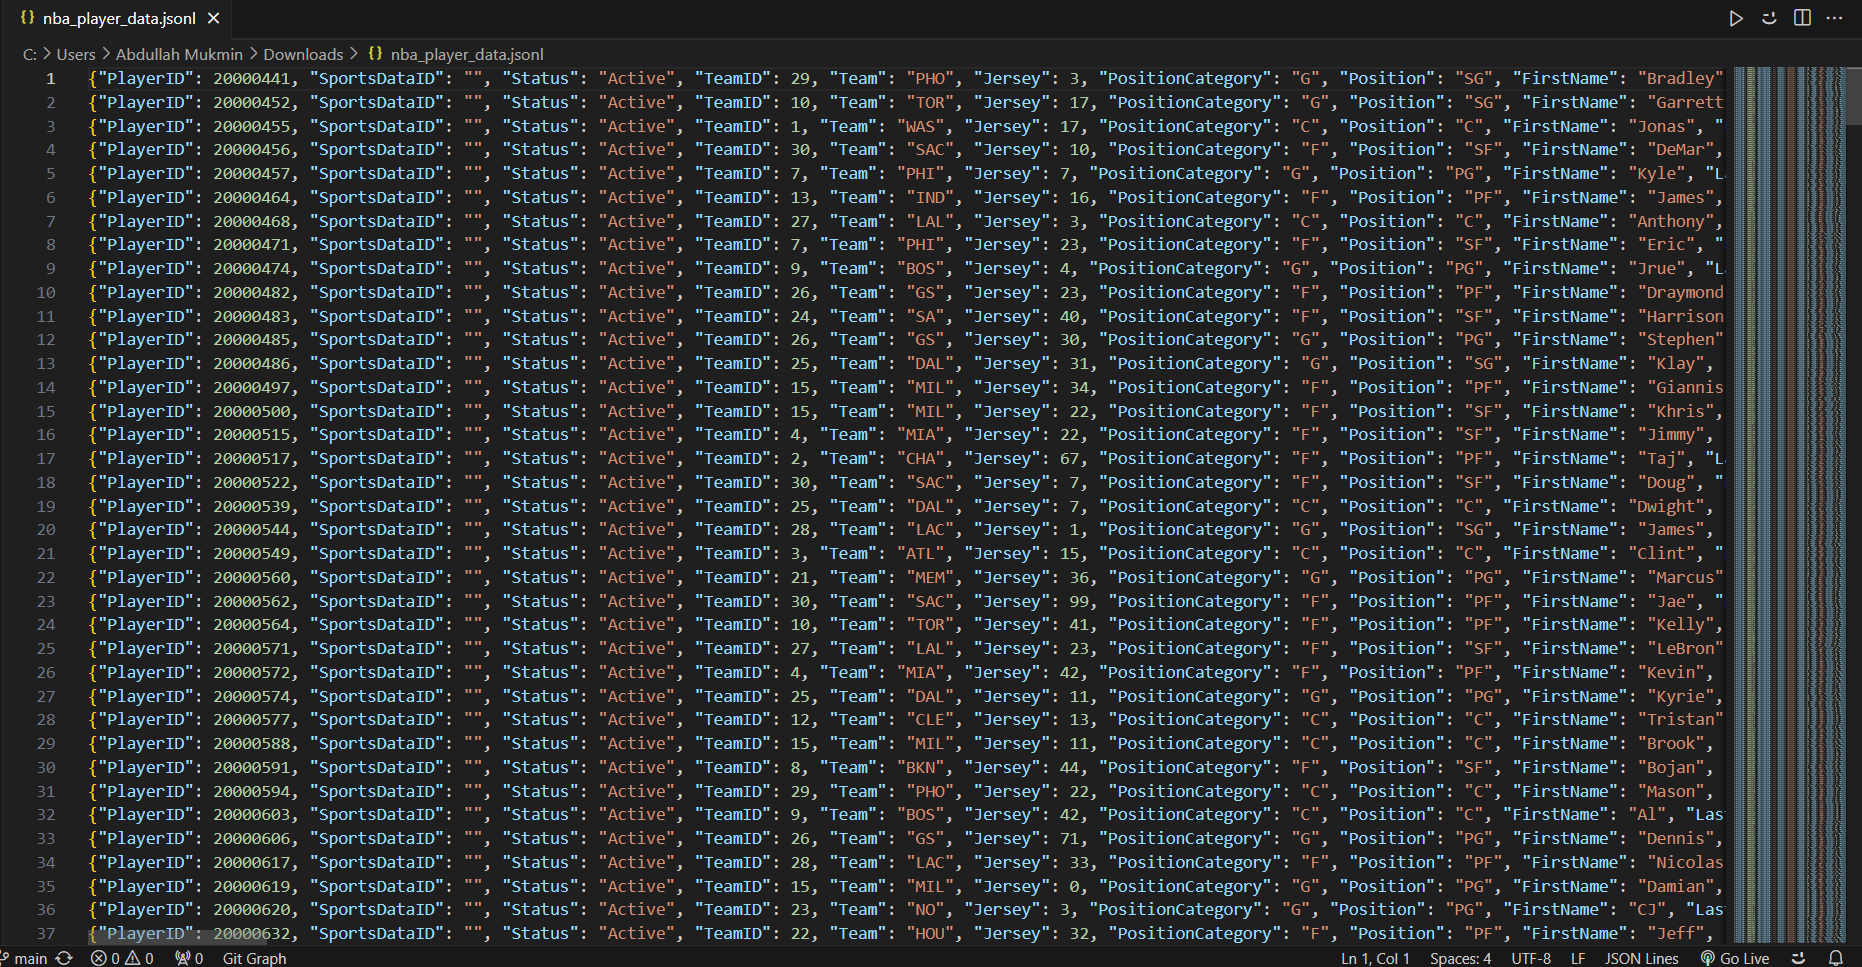 {} nba_player_data.jsonl ×
C: > Users > Abdullah Mukmin > Downloads > {} nba_player_data.jsonl
1 {"PlayerID": 20000441, "SportsDataID": "", "Status": "Active", "TeamID": 29, "Team": "PHO", "Jersey": 3, "PositionCategory": "G", "Position": "SG", "FirstName": "Bradley"
2 {"PlayerID": 20000452, "SportsDataID": "", "Status": "Active", "TeamID": 10, "Team": "TOR", "Jersey": 17, "PositionCategory": "G", "Position": "SG", "FirstName": "Garrett
3 {"PlayerID": 20000455, "SportsDataID": "", "Status": "Active", "TeamID": 1, "Team": "WAS", "Jersey": 17, "PositionCategory": "C", "Position": "C", "FirstName": "Jonas", "
4 {"PlayerID": 20000456, "SportsDataID": "", "Status": "Active", "TeamID": 30, "Team": "SAC", "Jersey": 10, "PositionCategory": "F", "Position": "SF", "FirstName": "DeMar",
5 {"PlayerID": 20000457, "SportsDataID": "", "Status": "Active", "TeamID": 7, "Team": "PHI", "Jersey": 7, "PositionCategory": "G", "Position": "PG", "FirstName": "Kyle", "L
6 {"PlayerID": 20000464, "SportsDataID": "", "Status": "Active", "TeamID": 13, "Team": "IND", "Jersey": 16, "PositionCategory": "F", "Position": "PF", "FirstName": "James",
7 {"PlayerID": 20000468, "SportsDataID": "", "Status": "Active", "TeamID": 27, "Team": "LAL", "Jersey": 3, "PositionCategory": "C", "Position": "C", "FirstName": "Anthony",
8 {"PlayerID": 20000471, "SportsDataID": "", "Status": "Active", "TeamID": 7, "Team": "PHI", "Jersey": 23, "PositionCategory": "F", "Position": "SF", "FirstName": "Eric", "
9 {"PlayerID": 20000474, "SportsDataID": "", "Status": "Active", "TeamID": 9, "Team": "BOS", "Jersey": 4, "PositionCategory": "G", "Position": "PG", "FirstName": "Jrue", "L
10 {"PlayerID": 20000482, "SportsDataID": "", "Status": "Active", "TeamID": 26, "Team": "GS", "Jersey": 23, "PositionCategory": "F", "Position": "PF", "FirstName": "Draymond
11 {"PlayerID": 20000483, "SportsDataID": "", "Status": "Active", "TeamID": 24, "Team": "SA", "Jersey": 40, "PositionCategory": "F", "Position": "SF", "FirstName": "Harrison
12 {"PlayerID": 20000485, "SportsDataID": "", "Status": "Active", "TeamID": 26, "Team": "GS", "Jersey": 30, "PositionCategory": "G", "Position": "PG", "FirstName": "Stephen"
13 {"PlayerID": 20000486, "SportsDataID": "", "Status": "Active", "TeamID": 25, "Team": "DAL", "Jersey": 31, "PositionCategory": "G", "Position": "SG", "FirstName": "Klay",
14 {"PlayerID": 20000497, "SportsDataID": "", "Status": "Active", "TeamID": 15, "Team": "MIL", "Jersey": 34, "PositionCategory": "F", "Position": "PF", "FirstName": "Giannis
15 {"PlayerID": 20000500, "SportsDataID": "", "Status": "Active", "TeamID": 15, "Team": "MIL", "Jersey": 22, "PositionCategory": "F", "Position": "SF", "FirstName": "Khris",
16 {"PlayerID": 20000515, "SportsDataID": "", "Status": "Active", "TeamID": 4, "Team": "MIA", "Jersey": 22, "PositionCategory": "F", "Position": "SF", "FirstName": "Jimmy",
17 {"PlayerID": 20000517, "SportsDataID": "", "Status": "Active", "TeamID": 2, "Team": "CHA", "Jersey": 67, "PositionCategory": "F", "Position": "PF", "FirstName": "Taj", "L
18 {"PlayerID": 20000522, "SportsDataID": "", "Status": "Active", "TeamID": 30, "Team": "SAC", "Jersey": 7, "PositionCategory": "F", "Position": "SF", "FirstName": "Doug", "
19 {"PlayerID": 20000539, "SportsDataID": "", "Status": "Active", "TeamID": 25, "Team": "DAL", "Jersey": 7, "PositionCategory": "C", "Position": "C", "FirstName": "Dwight",
20 {"PlayerID": 20000544, "SportsDataID": "", "Status": "Active", "TeamID": 28, "Team": "LAC", "Jersey": 1, "PositionCategory": "G", "Position": "SG", "FirstName": "James",
21 {"PlayerID": 20000549, "SportsDataID": "", "Status": "Active", "TeamID": 3, "Team": "ATL", "Jersey": 15, "PositionCategory": "C", "Position": "C", "FirstName": "Clint", "
22 {"PlayerID": 20000560, "SportsDataID": "", "Status": "Active", "TeamID": 21, "Team": "MEM", "Jersey": 36, "PositionCategory": "G", "Position": "PG", "FirstName": "Marcus"
23 {"PlayerID": 20000562, "SportsDataID": "", "Status": "Active", "TeamID": 30, "Team": "SAC", "Jersey": 99, "PositionCategory": "F", "Position": "PF", "FirstName": "Jae", "
24 {"PlayerID": 20000564, "SportsDataID": "", "Status": "Active", "TeamID": 10, "Team": "TOR", "Jersey": 41, "PositionCategory": "F", "Position": "PF", "FirstName": "Kelly",
25 {"PlayerID": 20000571, "SportsDataID": "", "Status": "Active", "TeamID": 27, "Team": "LAL", "Jersey": 23, "PositionCategory": "F", "Position": "SF", "FirstName": "LeBron"
26 {"PlayerID": 20000572, "SportsDataID": "", "Status": "Active", "TeamID": 4, "Team": "MIA", "Jersey": 42, "PositionCategory": "F", "Position": "PF", "FirstName": "Kevin",
27 {"PlayerID": 20000574, "SportsDataID": "", "Status": "Active", "TeamID": 25, "Team": "DAL", "Jersey": 11, "PositionCategory": "G", "Position": "PG", "FirstName": "Kyrie",
28 {"PlayerID": 20000577, "SportsDataID": "", "Status": "Active", "TeamID": 12, "Team": "CLE", "Jersey": 13, "PositionCategory": "C", "Position": "C", "FirstName": "Tristan"
29 {"PlayerID": 20000588, "SportsDataID": "", "Status": "Active", "TeamID": 15, "Team": "MIL", "Jersey": 11, "PositionCategory": "C", "Position": "C", "FirstName": "Brook",
30 {"PlayerID": 20000591, "SportsDataID": "", "Status": "Active", "TeamID": 8, "Team": "BKN", "Jersey": 44, "PositionCategory": "F", "Position": "SF", "FirstName": "Bojan",
31 {"PlayerID": 20000594, "SportsDataID": "", "Status": "Active", "TeamID": 29, "Team": "PHO", "Jersey": 22, "PositionCategory": "C", "Position": "C", "FirstName": "Mason",
32 {"PlayerID": 20000603, "SportsDataID": "", "Status": "Active", "TeamID": 9, "Team": "BOS", "Jersey": 42, "PositionCategory": "C", "Position": "C", "FirstName": "Al", "Las
33 {"PlayerID": 20000606, "SportsDataID": "", "Status": "Active", "TeamID": 26, "Team": "GS", "Jersey": 71, "PositionCategory": "G", "Position": "PG", "FirstName": "Dennis",
34 {"PlayerID": 20000617, "SportsDataID": "", "Status": "Active", "TeamID": 28, "Team": "LAC", "Jersey": 33, "PositionCategory": "F", "Position": "PF", "FirstName": "Nicolas
35 {"PlayerID": 20000619, "SportsDataID": "", "Status": "Active", "TeamID": 15, "Team": "MIL", "Jersey": 0, "PositionCategory": "G", "Position": "PG", "FirstName": "Damian",
36 {"PlayerID": 20000620, "SportsDataID": "", "Status": "Active", "TeamID": 23, "Team": "NO", "Jersey": 3, "PositionCategory": "G", "Position": "PG", "FirstName": "CJ", "Las
37 {"PlayerID": 20000632, "SportsDataID": "", "Status": "Active", "TeamID": 22, "Team": "HOU", "Jersey": 32, "PositionCategory": "F", "Position": "PF", "FirstName": "Jeff",
main 0 0 0 Git Graph Ln 1, Col 1 Spaces: 4 UTF-8 LF JSON Lines Go Live